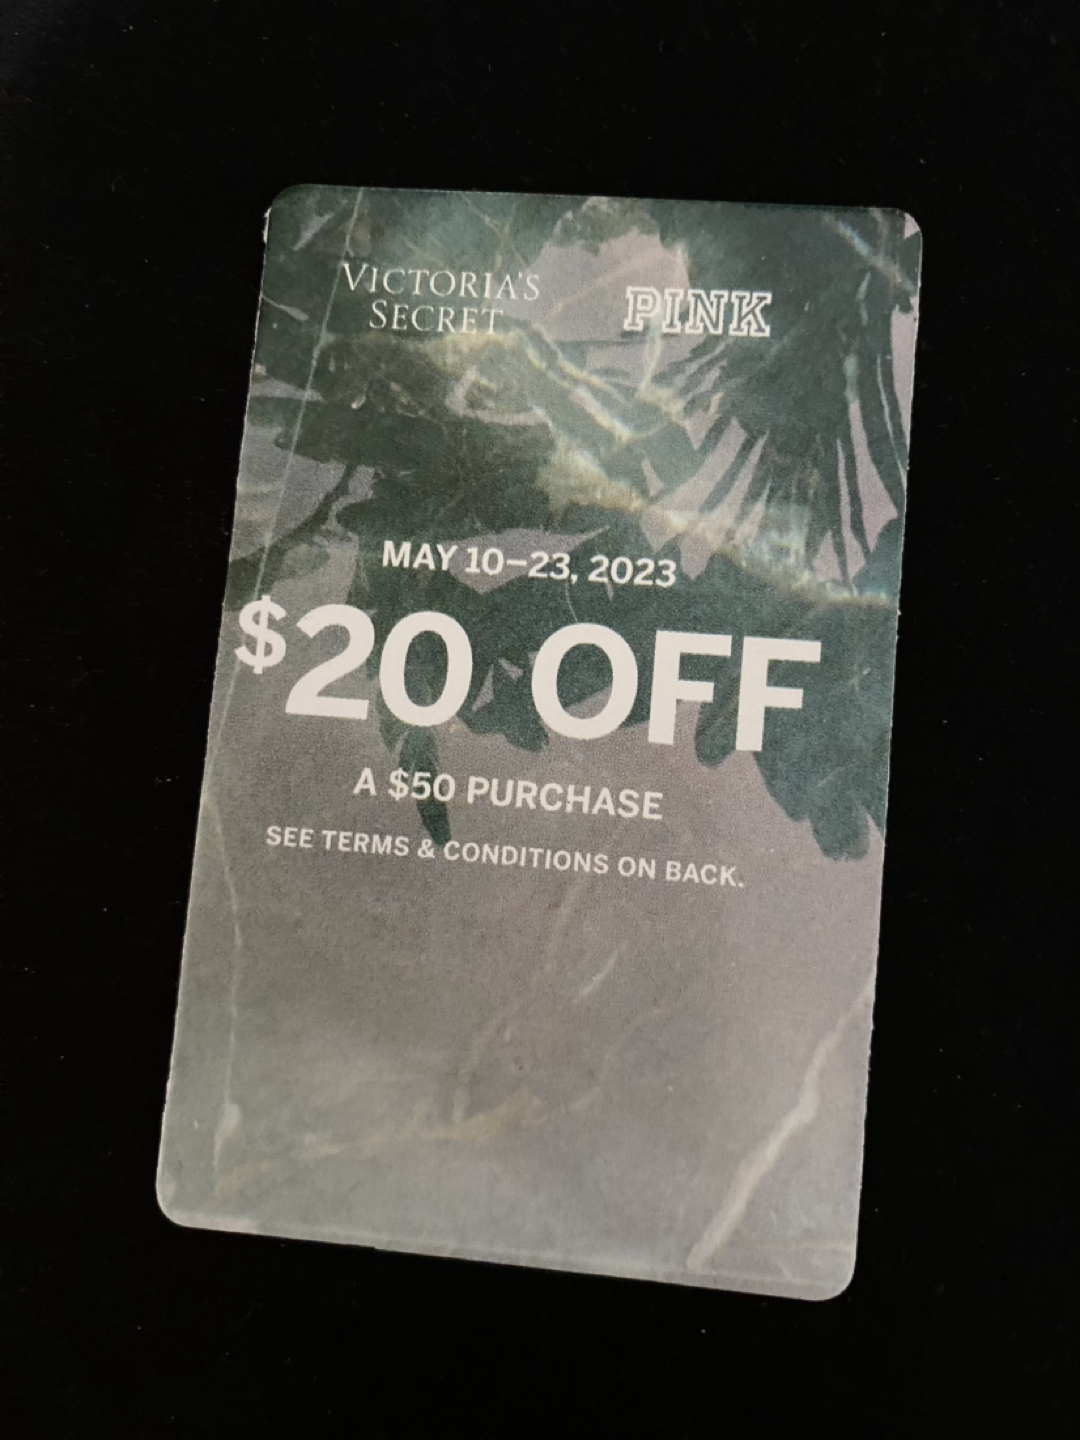 VICTORIA'S
SECRET
PINK
MAY 10–23, 2023
$20 OFF
A $50 PURCHASE
SEE TERMS & CONDITIONS ON BACK.